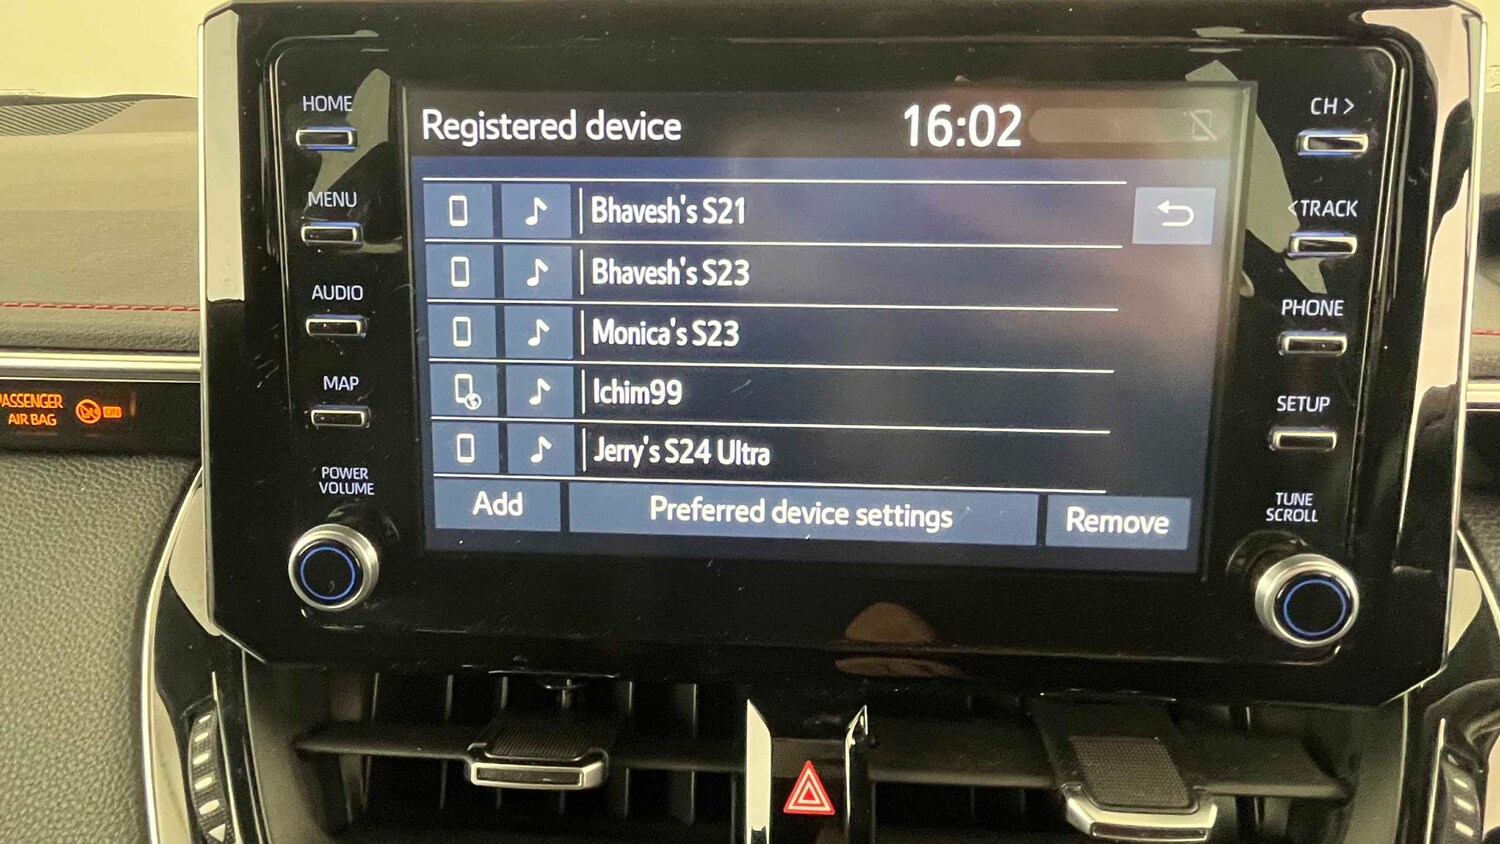 HOME
MENU
AUDIO
MAP
POWER
VOLUME
PASSENGER
AIR BAG
Registered device 16:02
Bhavesh's S21
Bhavesh's S23
Monica's S23
Ichim99
Jerry's S24 Ultra
Add Preferred device settings Remove
CH >
<TRACK
PHONE
SETUP
TUNE
SCROLL